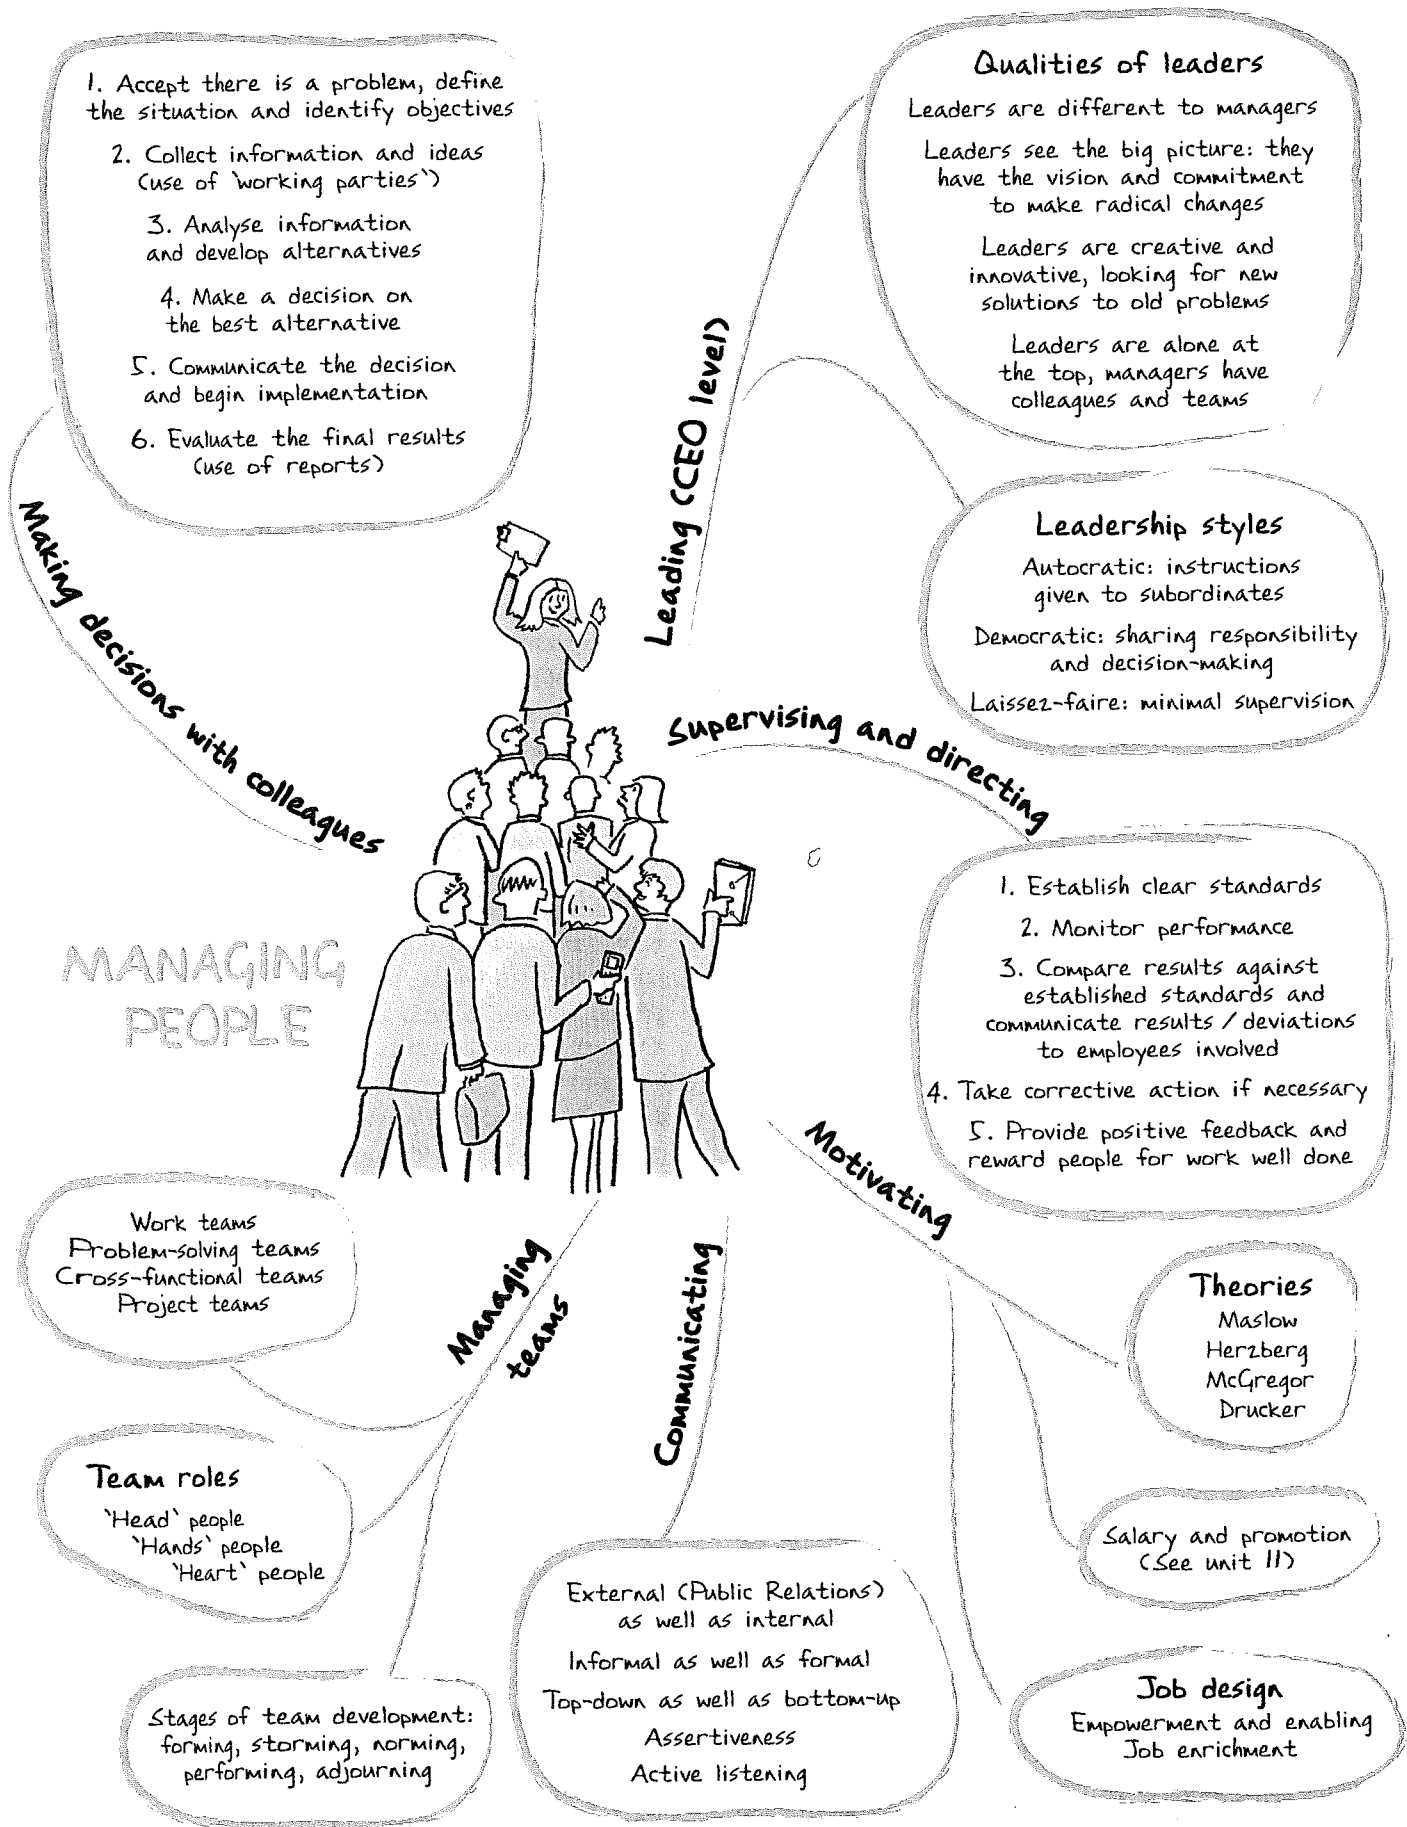 1. Accept there is a problem, define
the situation and identify objectives
2. Collect information and ideas
(use of 'working parties')
3. Analyse information
and develop alternatives
4. Make a decision on
the best alternative
5. Communicate the decision
and begin implementation
6. Evaluate the final results
(use of reports)
Making decisions with colleagues
Leading (CEO level)
Qualities of leaders
Leaders are different to managers
Leaders see the big picture: they
have the vision and commitment
to make radical changes
Leaders are creative and
innovative, looking for new
solutions to old problems
Leaders are alone at
the top, managers have
colleagues and teams
Leadership styles
Autocratic: instructions
given to subordinates
Democratic: sharing responsibility
and decision-making
Laissez-faire: minimal supervision
Supervising and directing
1. Establish clear standards
2. Monitor performance
3. Compare results against
established standards and
communicate results / deviations
to employees involved
4. Take corrective action if necessary
5. Provide positive feedback and
reward people for work well done
MANAGING
PEOPLE
Motivating
Theories
Maslow
Herzberg
McGregor
Drucker
Salary and promotion
(See unit 11)
Job design
Empowerment and enabling
Job enrichment
Communicating
External (Public Relations)
as well as internal
Informal as well as formal
Top-down as well as bottom-up
Assertiveness
Active listening
Managing
teams
Work teams
Problem-solving teams
Cross-functional teams
Project teams
Team roles
'Head' people
'Hands' people
'Heart' people
Stages of team development:
forming, storming, norming,
performing, adjourning